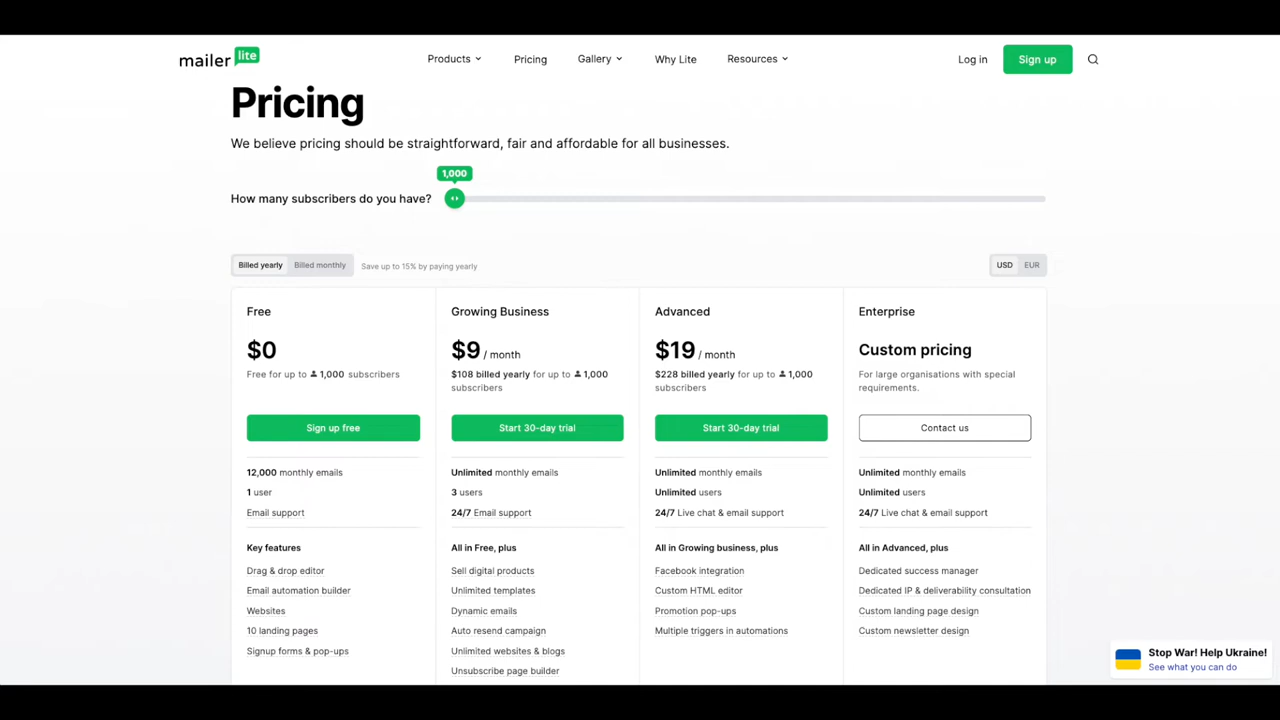 mailer lite
Products Pricing Gallery Why Lite Resources Log in Sign up
Pricing
We believe pricing should be straightforward, fair and affordable for all businesses.
1,000
How many subscribers do you have?
Billed yearly Billed monthly Save up to 15% by paying yearly USD EUR
Free
$0
Free for up to 1,000 subscribers
Sign up free
12,000 monthly emails
1 user
Email support
Key features
Drag & drop editor
Email automation builder
Websites
10 landing pages
Signup forms & pop-ups
Growing Business
$9 / month
$108 billed yearly for up to 1,000
subscribers
Start 30-day trial
Unlimited monthly emails
3 users
24/7 Email support
All in Free, plus
Sell digital products
Unlimited templates
Dynamic emails
Auto resend campaign
Unlimited websites & blogs
Unsubscribe page builder
Advanced
$19 / month
$228 billed yearly for up to 1,000
subscribers
Start 30-day trial
Unlimited monthly emails
Unlimited users
24/7 Live chat & email support
All in Growing business, plus
Facebook integration
Custom HTML editor
Promotion pop-ups
Multiple triggers in automations
Enterprise
Custom pricing
For large organisations with special
requirements.
Contact us
Unlimited monthly emails
Unlimited users
24/7 Live chat & email support
All in Advanced, plus
Dedicated success manager
Dedicated IP & deliverability consultation
Custom landing page design
Custom newsletter design
Stop War! Help Ukraine!
See what you can do